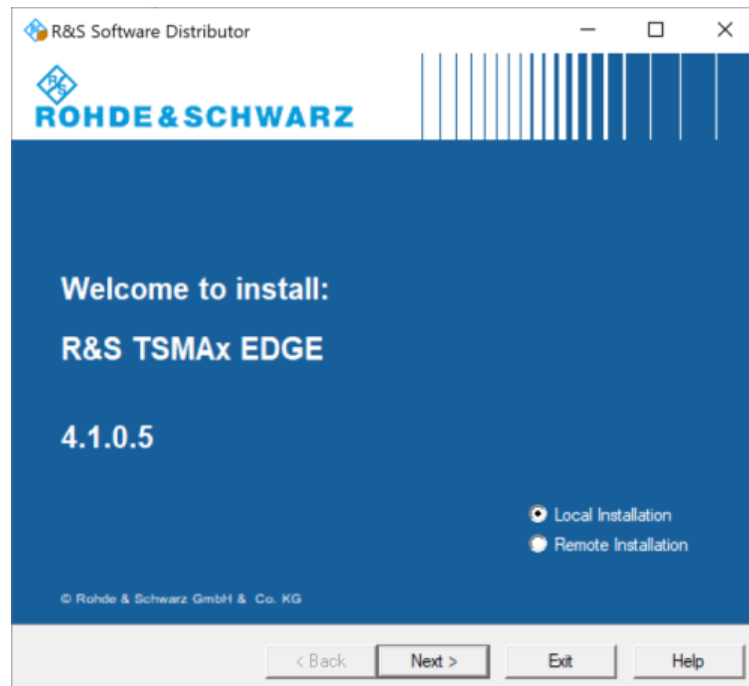 R&S Software Distributor
R&S
ROHDE&SCHWARZ
Welcome to install:
R&S TSMAx EDGE
4.1.0.5
Local Installation
Remote Installation
© Rohde & Schwarz GmbH & Co. KG
< Back
Next >
Exit
Help